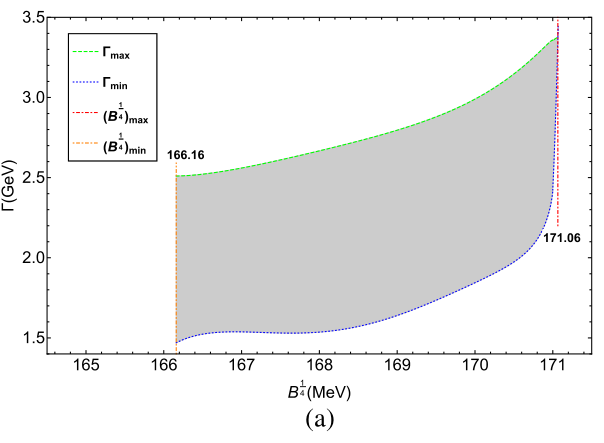 3.5
3.0
2.5
2.0
1.5
Γ(GeV)
Γmax
Γmin
(B^1/4)max
(B^1/4)min
166.16
171.06
165 166 167 168 169 170 171
B^1/4(MeV)
(a)